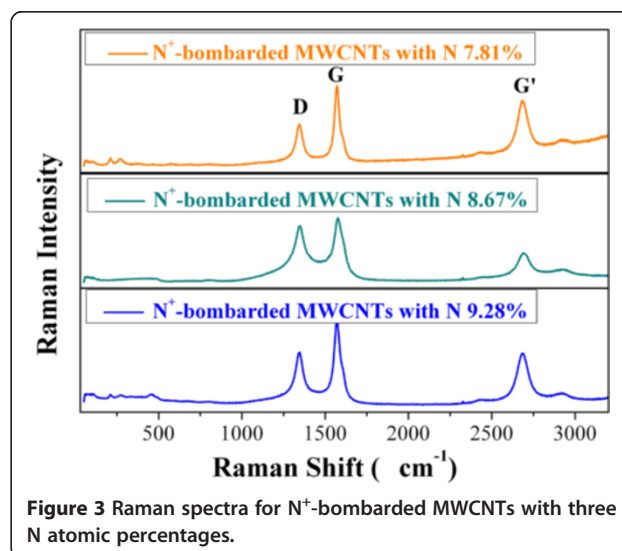 N⁺-bombarded MWCNTs with N 7.81%
G
D
G'
N⁺-bombarded MWCNTs with N 8.67%
N⁺-bombarded MWCNTs with N 9.28%
Raman Intensity
500 1000 1500 2000 2500 3000
Raman Shift ( cm⁻¹)
Figure 3 Raman spectra for N⁺-bombarded MWCNTs with three
N atomic percentages.